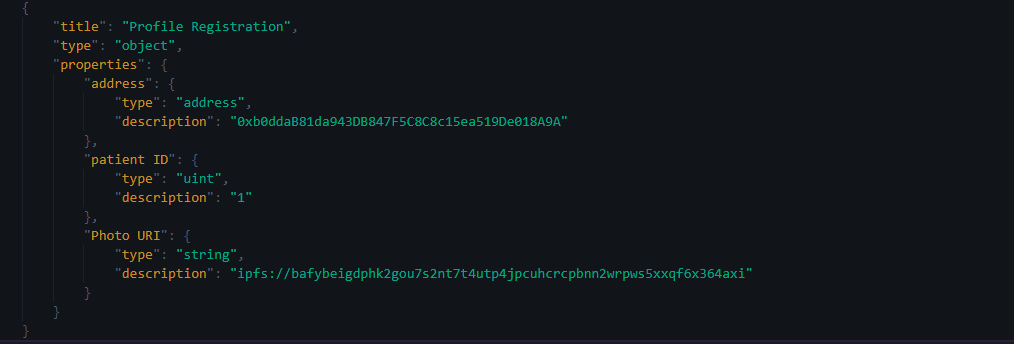 {
    "title": "Profile Registration",
    "type": "object",
    "properties": {
        "address": {
            "type": "address",
            "description": "0xb0ddaB81da943DB847F5C8C8c15ea519De018A9A"
        },
        "patient ID": {
            "type": "uint",
            "description": "1"
        },
        "Photo URI": {
            "type": "string",
            "description": "ipfs://bafybeigdphk2gou7s2nt7t4utp4jpcuhcrcpbnn2wrpws5xxqf6x364axi"
        }
    }
}